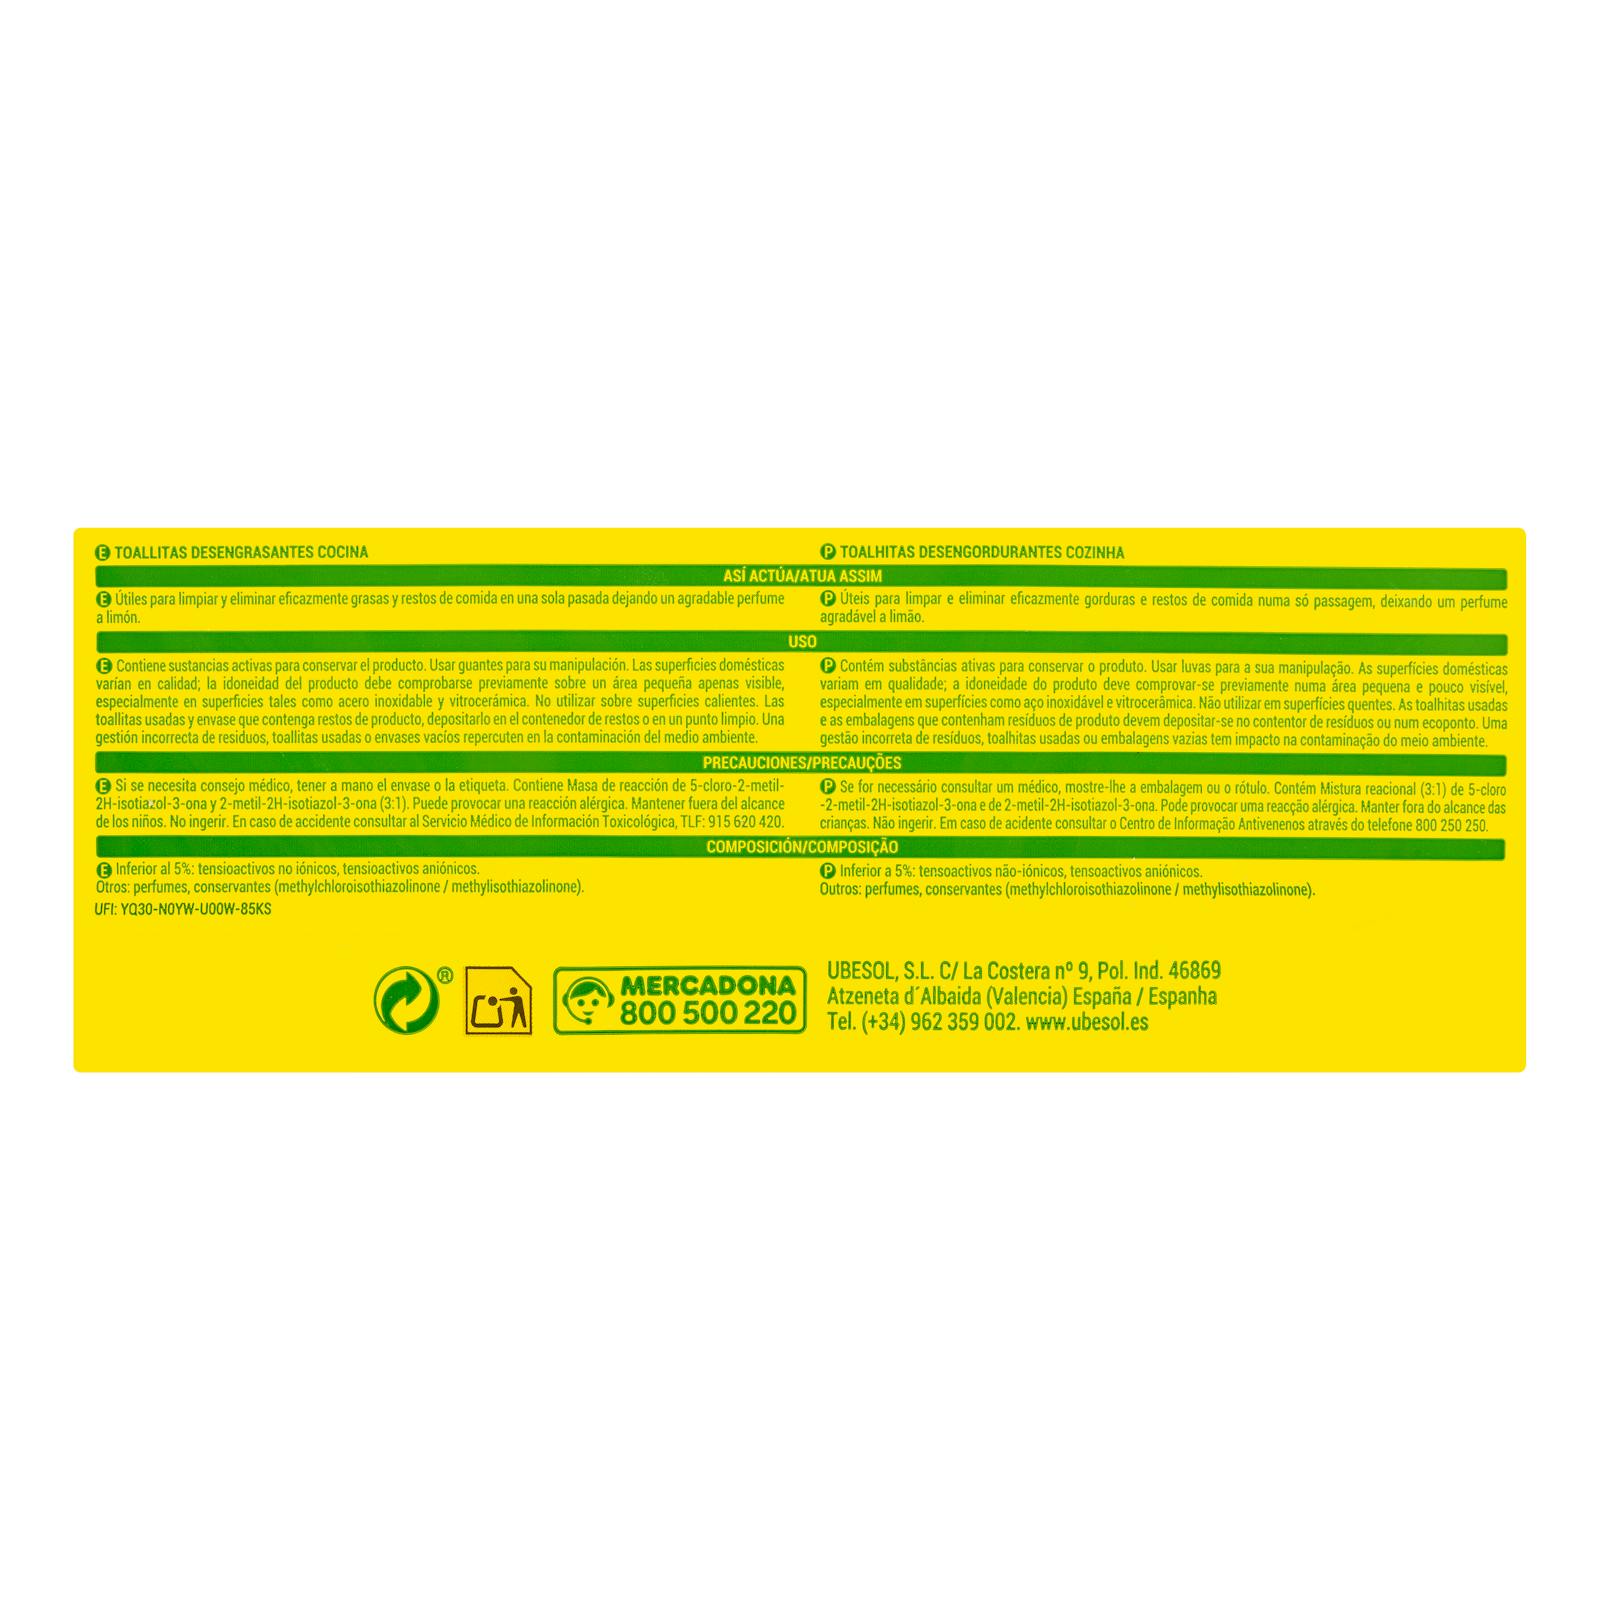 E TOALLITAS DESENGRASANTES COCINA
P TOALHITAS DESENGORDURANTES COZINHA
ASÍ ACTÚA/ATUA ASSIM
E Útiles para limpiar y eliminar eficazmente grasas y restos de comida en una sola pasada dejando un agradable perfume
a limón.
P Úteis para limpar e eliminar eficazmente gorduras e restos de comida numa só passagem, deixando um perfume
agradável a limão.
USO
E Contiene sustancias activas para conservar el producto. Usar guantes para su manipulación. Las superficies domésticas
varían en calidad; la idoneidad del producto debe comprobarse previamente sobre un área pequeña apenas visible,
especialmente en superficies tales como acero inoxidable y vitrocerámica. No utilizar sobre superficies calientes. Las
toallitas usadas y envase que contenga restos de producto, depositarlo en el contenedor de restos o en un punto limpio. Una
gestión incorrecta de residuos, toallitas usadas o envases vacíos repercuten en la contaminación del medio ambiente.
P Contém substâncias ativas para conservar o produto. Usar luvas para a sua manipulação. As superfícies domésticas
variam em qualidade; a idoneidade do produto deve comprovar-se previamente numa área pequena e pouco visível,
especialmente em superfícies como aço inoxidável e vitrocerâmica. Não utilizar em superfícies quentes. As toalhitas usadas
e as embalagens que contenham resíduos de produto devem depositar-se no contentor de resíduos ou num ecoponto. Uma
gestão incorreta de resíduos, toalhitas usadas ou embalagens vazias tem impacto na contaminação do meio ambiente.
PRECAUCIONES/PRECAUÇÕES
E Si se necesita consejo médico, tener a mano el envase o la etiqueta. Contiene Masa de reacción de 5-cloro-2-metil-
2H-isotiazol-3-ona y 2-metil-2H-isotiazol-3-ona (3:1). Puede provocar una reacción alérgica. Mantener fuera del alcance
de los niños. No ingerir. En caso de accidente consultar al Servicio Médico de Información Toxicológica, TLF: 915 620 420.
P Se for necessário consultar um médico, mostre-lhe a embalagem ou o rótulo. Contém Mistura reacional (3:1) de 5-cloro
-2-metil-2H-isotiazol-3-ona e de 2-metil-2H-isotiazol-3-ona. Pode provocar uma reacção alérgica. Manter fora do alcance das
crianças. Não ingerir. Em caso de acidente consultar o Centro de Informação Antivenenos através do telefone 800 250 250.
COMPOSICIÓN/COMPOSIÇÃO
E Inferior al 5%: tensioactivos no iónicos, tensioactivos aniónicos.
Otros: perfumes, conservantes (methylchloroisothiazolinone / methylisothiazolinone).
UFI: YQ30-N0YW-U00W-85KS
P Inferior a 5%: tensoactivos não-iónicos, tensoactivos aniónicos.
Outros: perfumes, conservantes (methylchloroisothiazolinone / methylisothiazolinone).
®
MERCADONA
800 500 220
UBESOL, S.L. C/ La Costera nº 9, Pol. Ind. 46869
Atzeneta d´Albaida (Valencia) España / Espanha
Tel. (+34) 962 359 002. www.ubesol.es